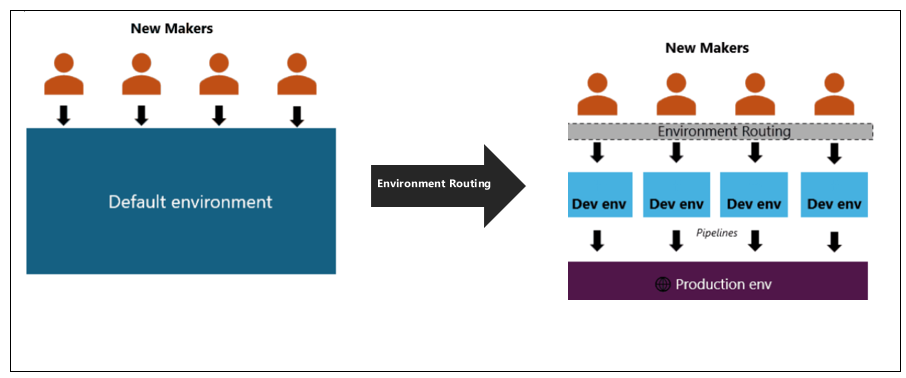 New Makers
Default environment
Environment Routing
New Makers
Environment Routing
Dev env
Dev env
Dev env
Dev env
Pipelines
Production env